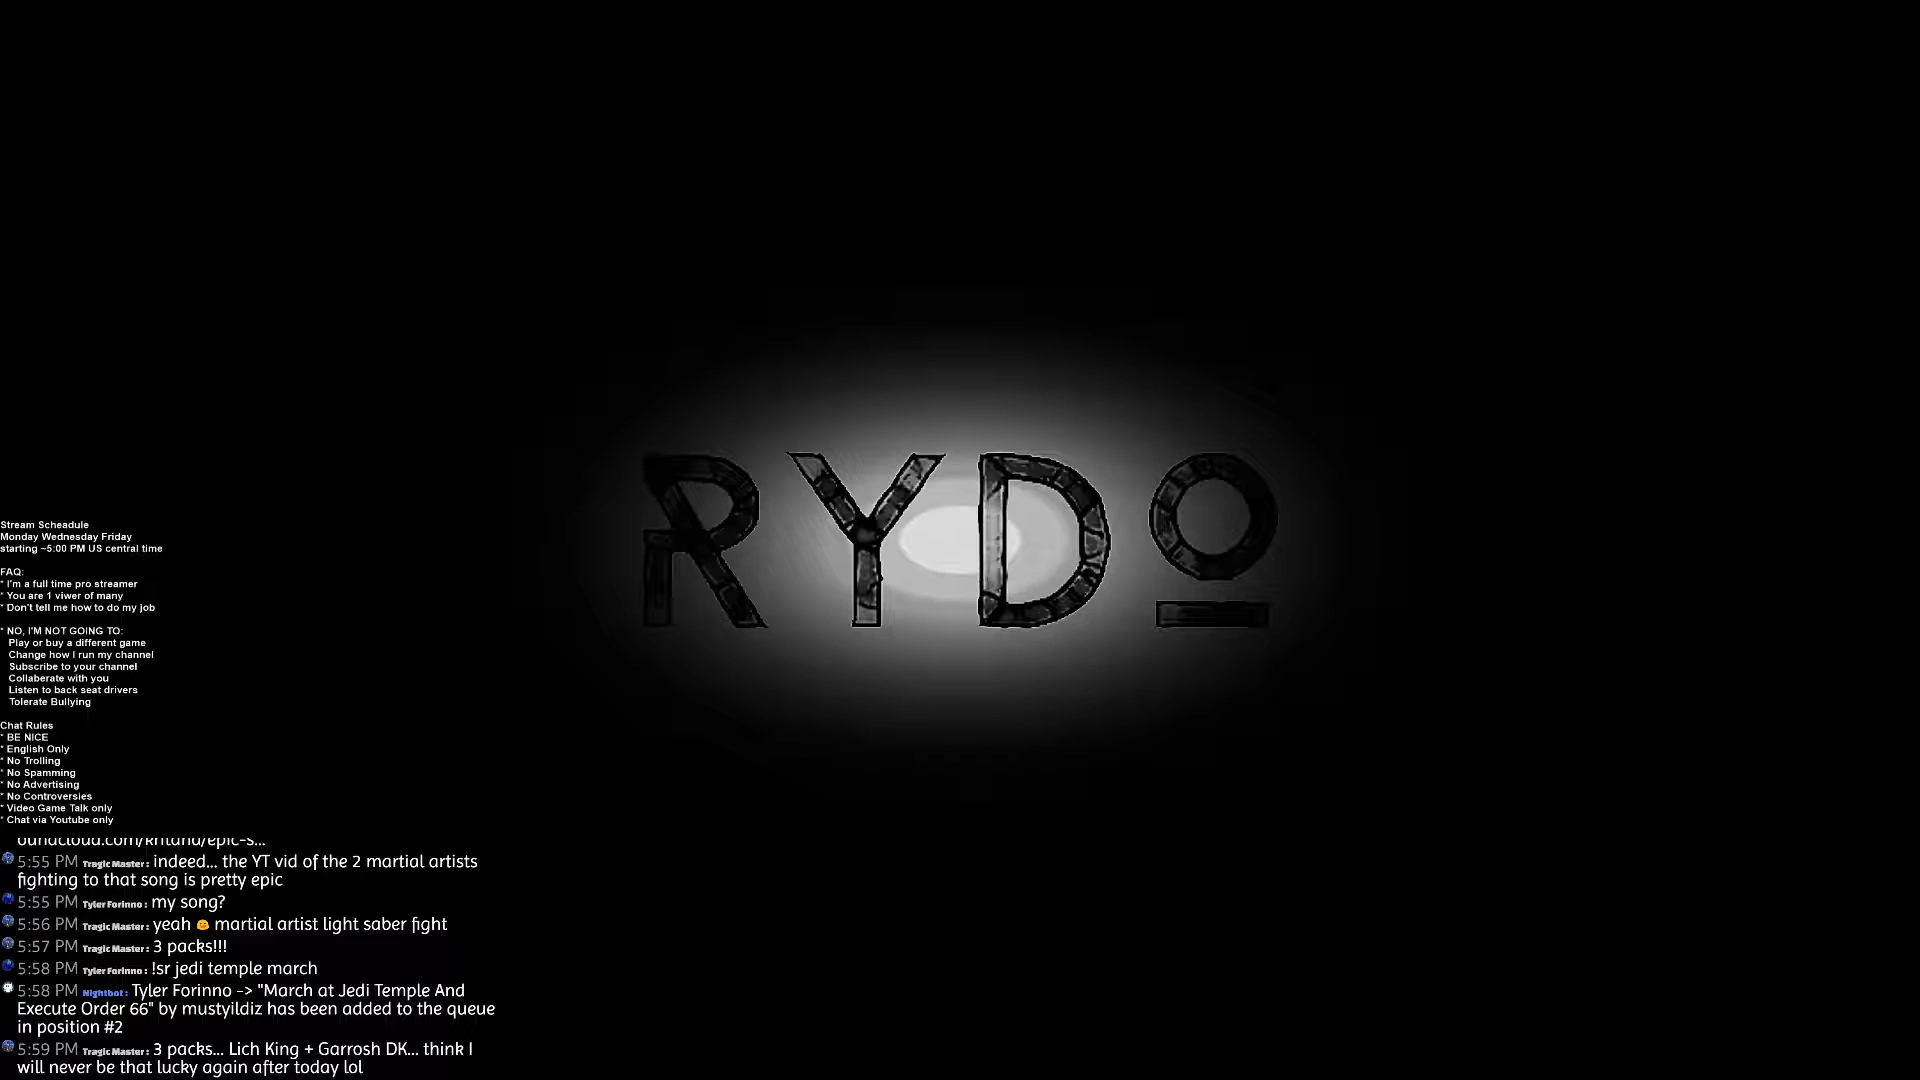 RYDO
Stream Scheadule
Monday Wednesday Friday
starting ~5:00 PM US central time
FAQ:
* I'm a full time pro streamer
* You are 1 viwer of many
* Don't tell me how to do my job
* NO, I'M NOT GOING TO:
Play or buy a different game
Change how I run my channel
Subscribe to your channel
Collaberate with you
Listen to back seat drivers
Tolerate Bullying
Chat Rules
* BE NICE
* English Only
* No Trolling
* No Spamming
* No Advertising
* No Controversies
* Video Game Talk only
* Chat via Youtube only
5:55 PM Tragic Master: indeed... the YT vid of the 2 martial artists
fighting to that song is pretty epic
5:55 PM Tyler Forinno: my song?
5:56 PM Tragic Master: yeah martial artist light saber fight
5:57 PM Tragic Master: 3 packs!!!
5:58 PM Tyler Forinno: !sr jedi temple march
5:58 PM Nightbot: Tyler Forinno -> "March at Jedi Temple And
Execute Order 66" by mustyildiz has been added to the queue
in position #2
5:59 PM Tragic Master: 3 packs... Lich King + Garrosh DK... think I
will never be that lucky again after today lol